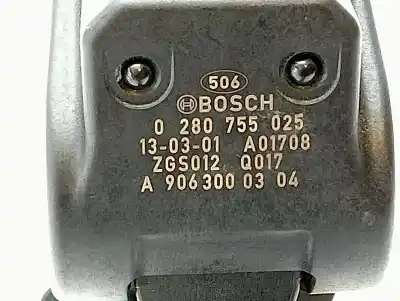 506
BOSCH
0 280 755 025
13-03-01 A01708
ZGS012 Q017
A 906 300 03 04